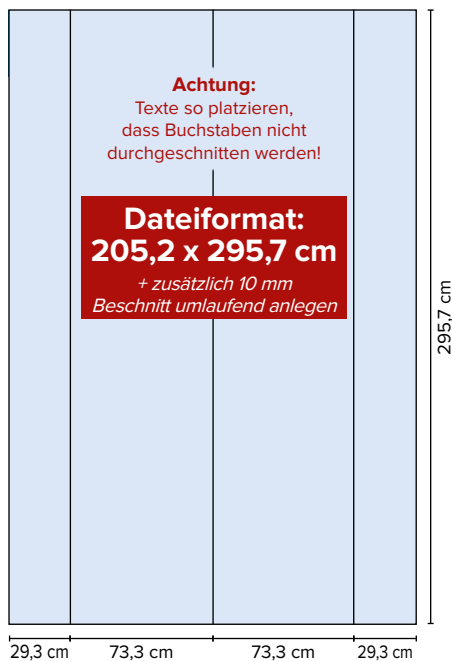 Achtung:
Texte so platzieren,
dass Buchstaben nicht
durchgeschnitten werden!
Dateiformat:
205,2 x 295,7 cm
+ zusätzlich 10 mm
Beschnitt umlaufend anlegen
295,7 cm
29,3 cm
73,3 cm
73,3 cm
29,3 cm